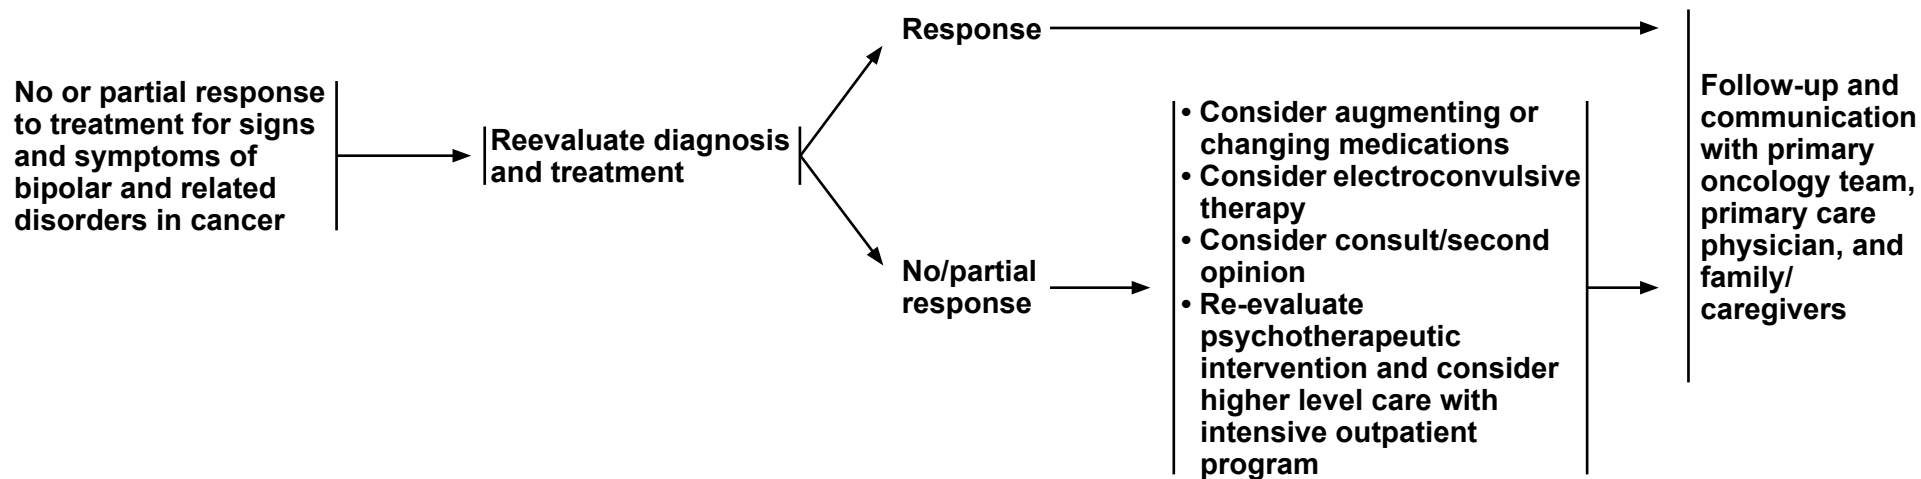 No or partial response
to treatment for signs
and symptoms of
bipolar and related
disorders in cancer
Reevaluate diagnosis
and treatment
Response
No/partial
response
• Consider augmenting or
changing medications
• Consider electroconvulsive
therapy
• Consider consult/second
opinion
• Re-evaluate
psychotherapeutic
intervention and consider
higher level care with
intensive outpatient
program
Follow-up and
communication
with primary
oncology team,
primary care
physician, and
family/
caregivers